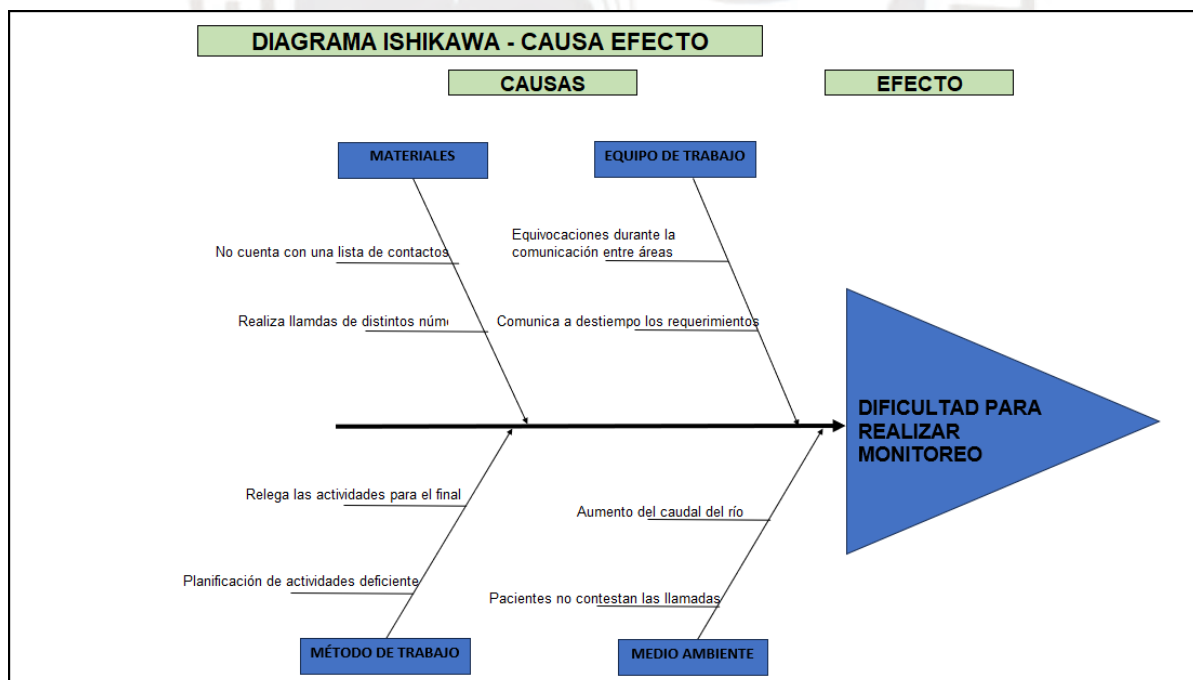 DIAGRAMA ISHIKAWA - CAUSA EFECTO
CAUSAS
EFECTO
MATERIALES
EQUIPO DE TRABAJO
No cuenta con una lista de contactos
Equivocaciones durante la
comunicación entre áreas
Realiza llamdas de distintos núme
Comunica a destiempo los requerimientos
DIFICULTAD PARA
REALIZAR
MONITOREO
Relega las actividades para el final
Aumento del caudal del río
Planificación de actividades deficiente
Pacientes no contestan las llamadas
MÉTODO DE TRABAJO
MEDIO AMBIENTE